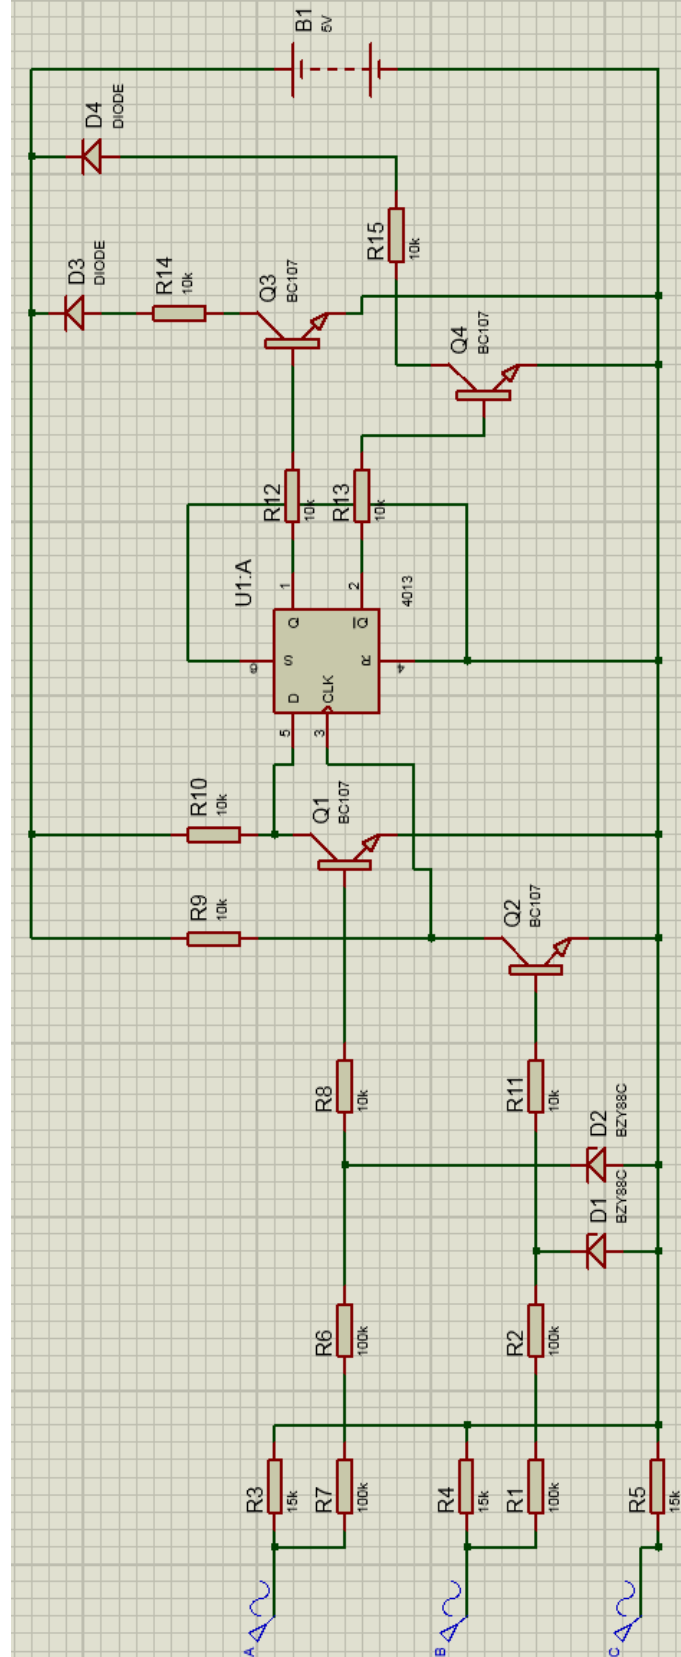 A
B
C
R3
15k
R7
100k
R4
15k
R1
100k
R5
15k
R6
100k
R2
100k
D1
BZY88C
D2
BZY88C
R8
10k
R11
10k
R9
10k
R10
10k
Q1
BC107
Q2
BC107
U1:A
5
D
3
CLK
6
S
4
R
1
Q
2
Q
4013
R12
10k
R13
10k
Q3
BC107
Q4
BC107
R14
10k
R15
10k
D3
DIODE
D4
DIODE
B1
5V